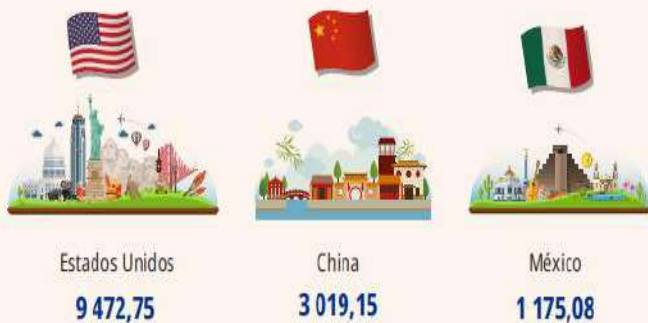 Estados Unidos
9 472,75
China
3 019,15
México
1 175,08